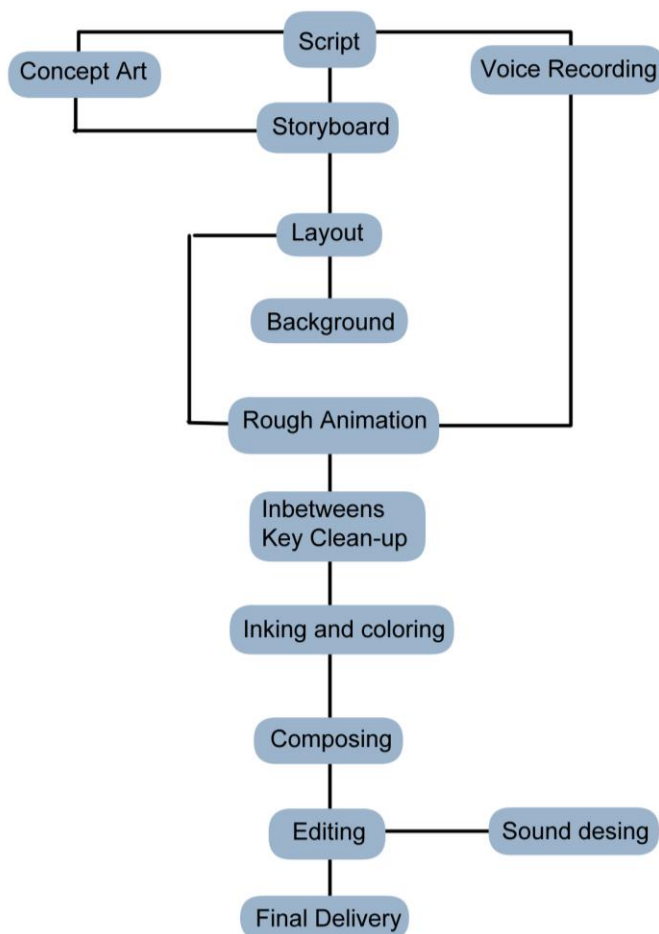 Script
Concept Art
Voice Recording
Storyboard
Layout
Background
Rough Animation
Inbetweens
Key Clean-up
Inking and coloring
Composing
Editing
Sound desing
Final Delivery